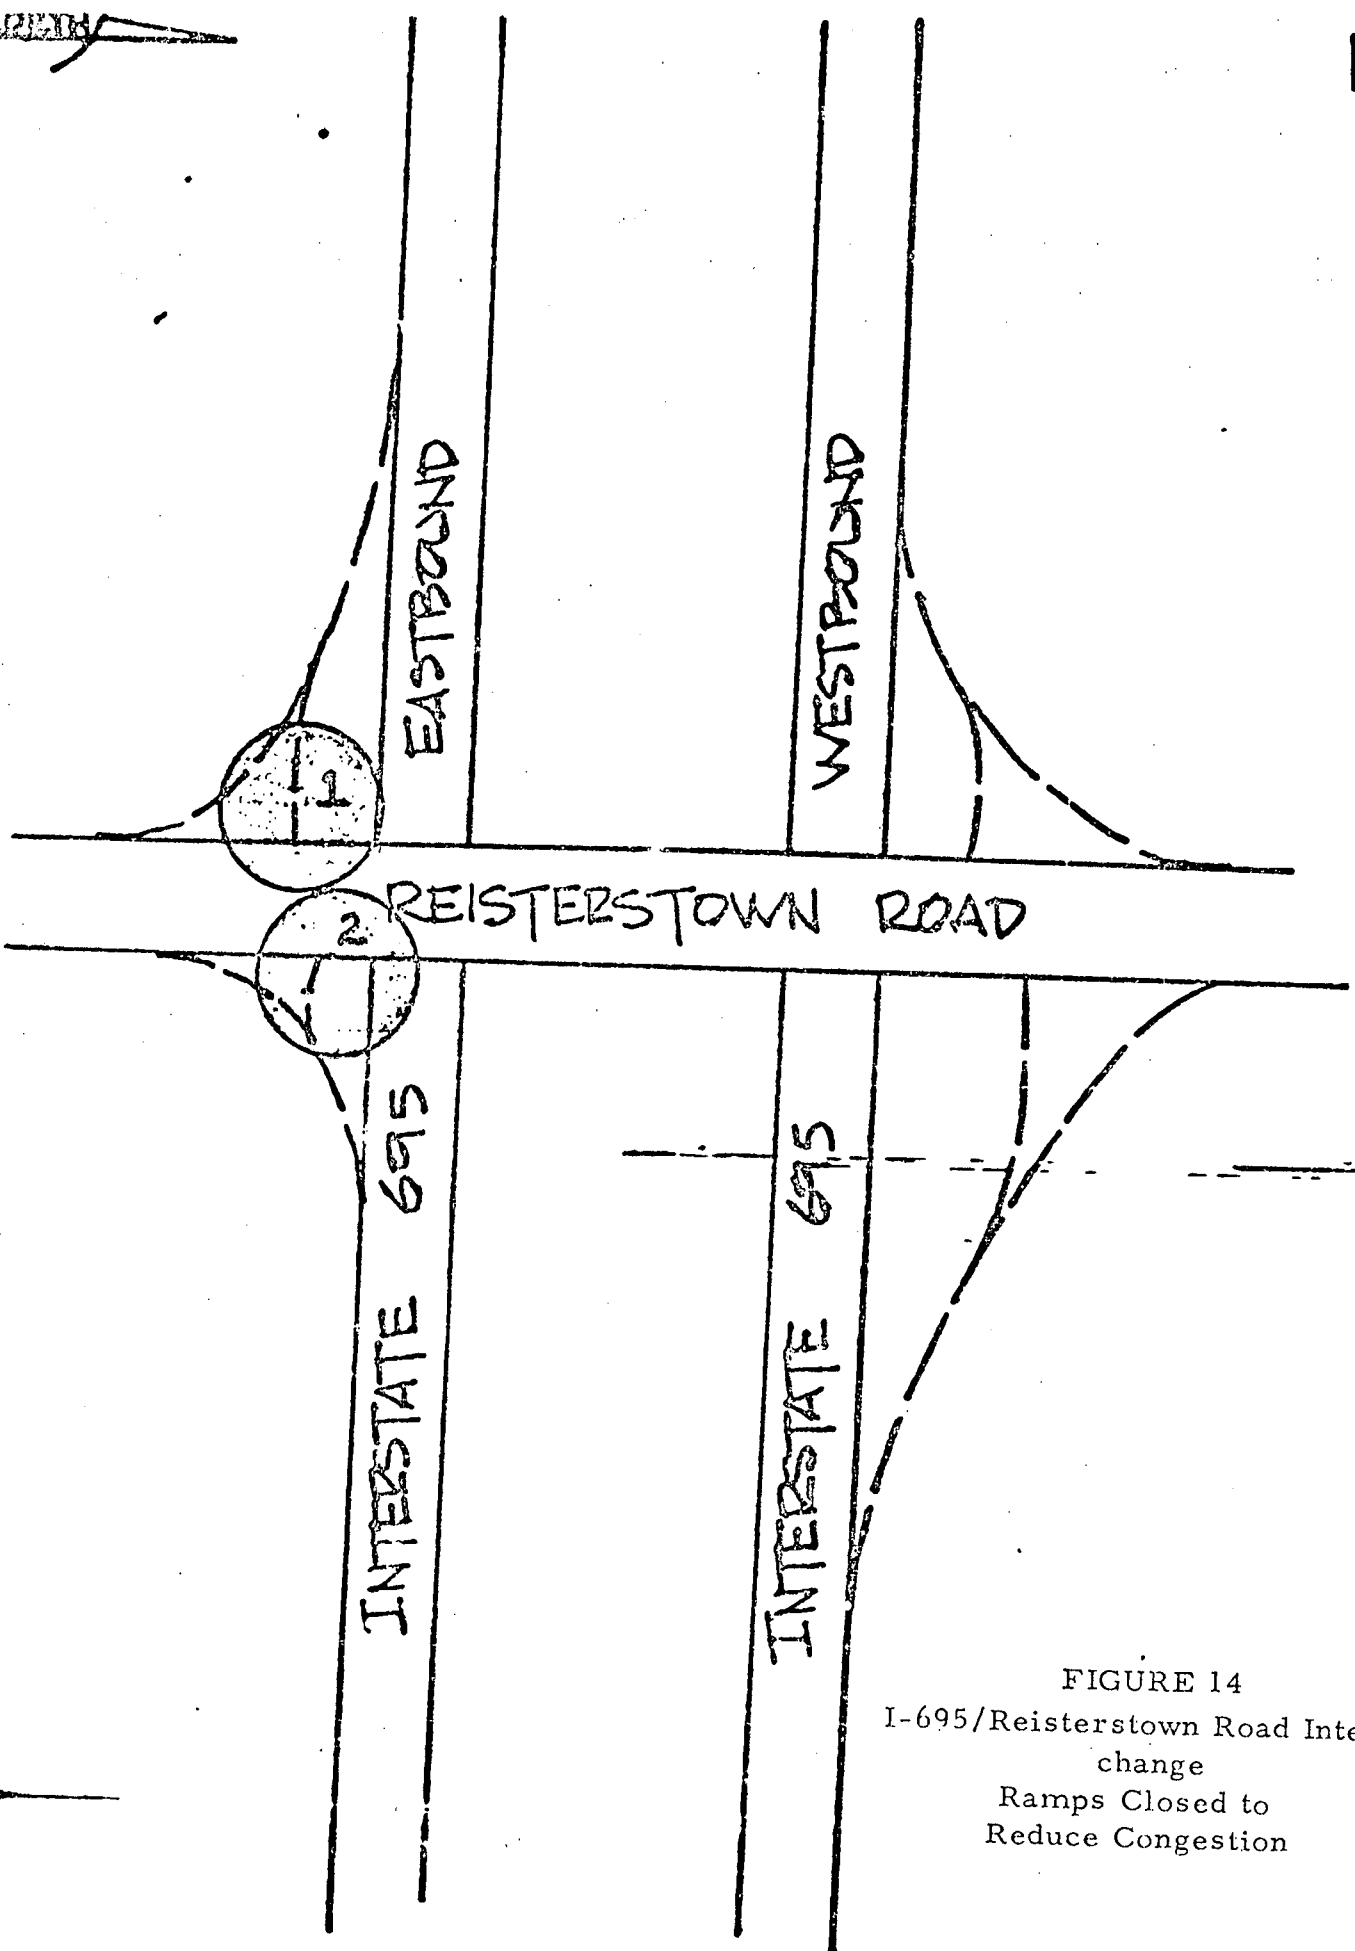 EASTBOUND
WESTBOUND
1
2
REISTERSTOWN ROAD
INTERSTATE 695
INTERSTATE 695
FIGURE 14
I-695/Reisterstown Road Inte
change
Ramps Closed to
Reduce Congestion